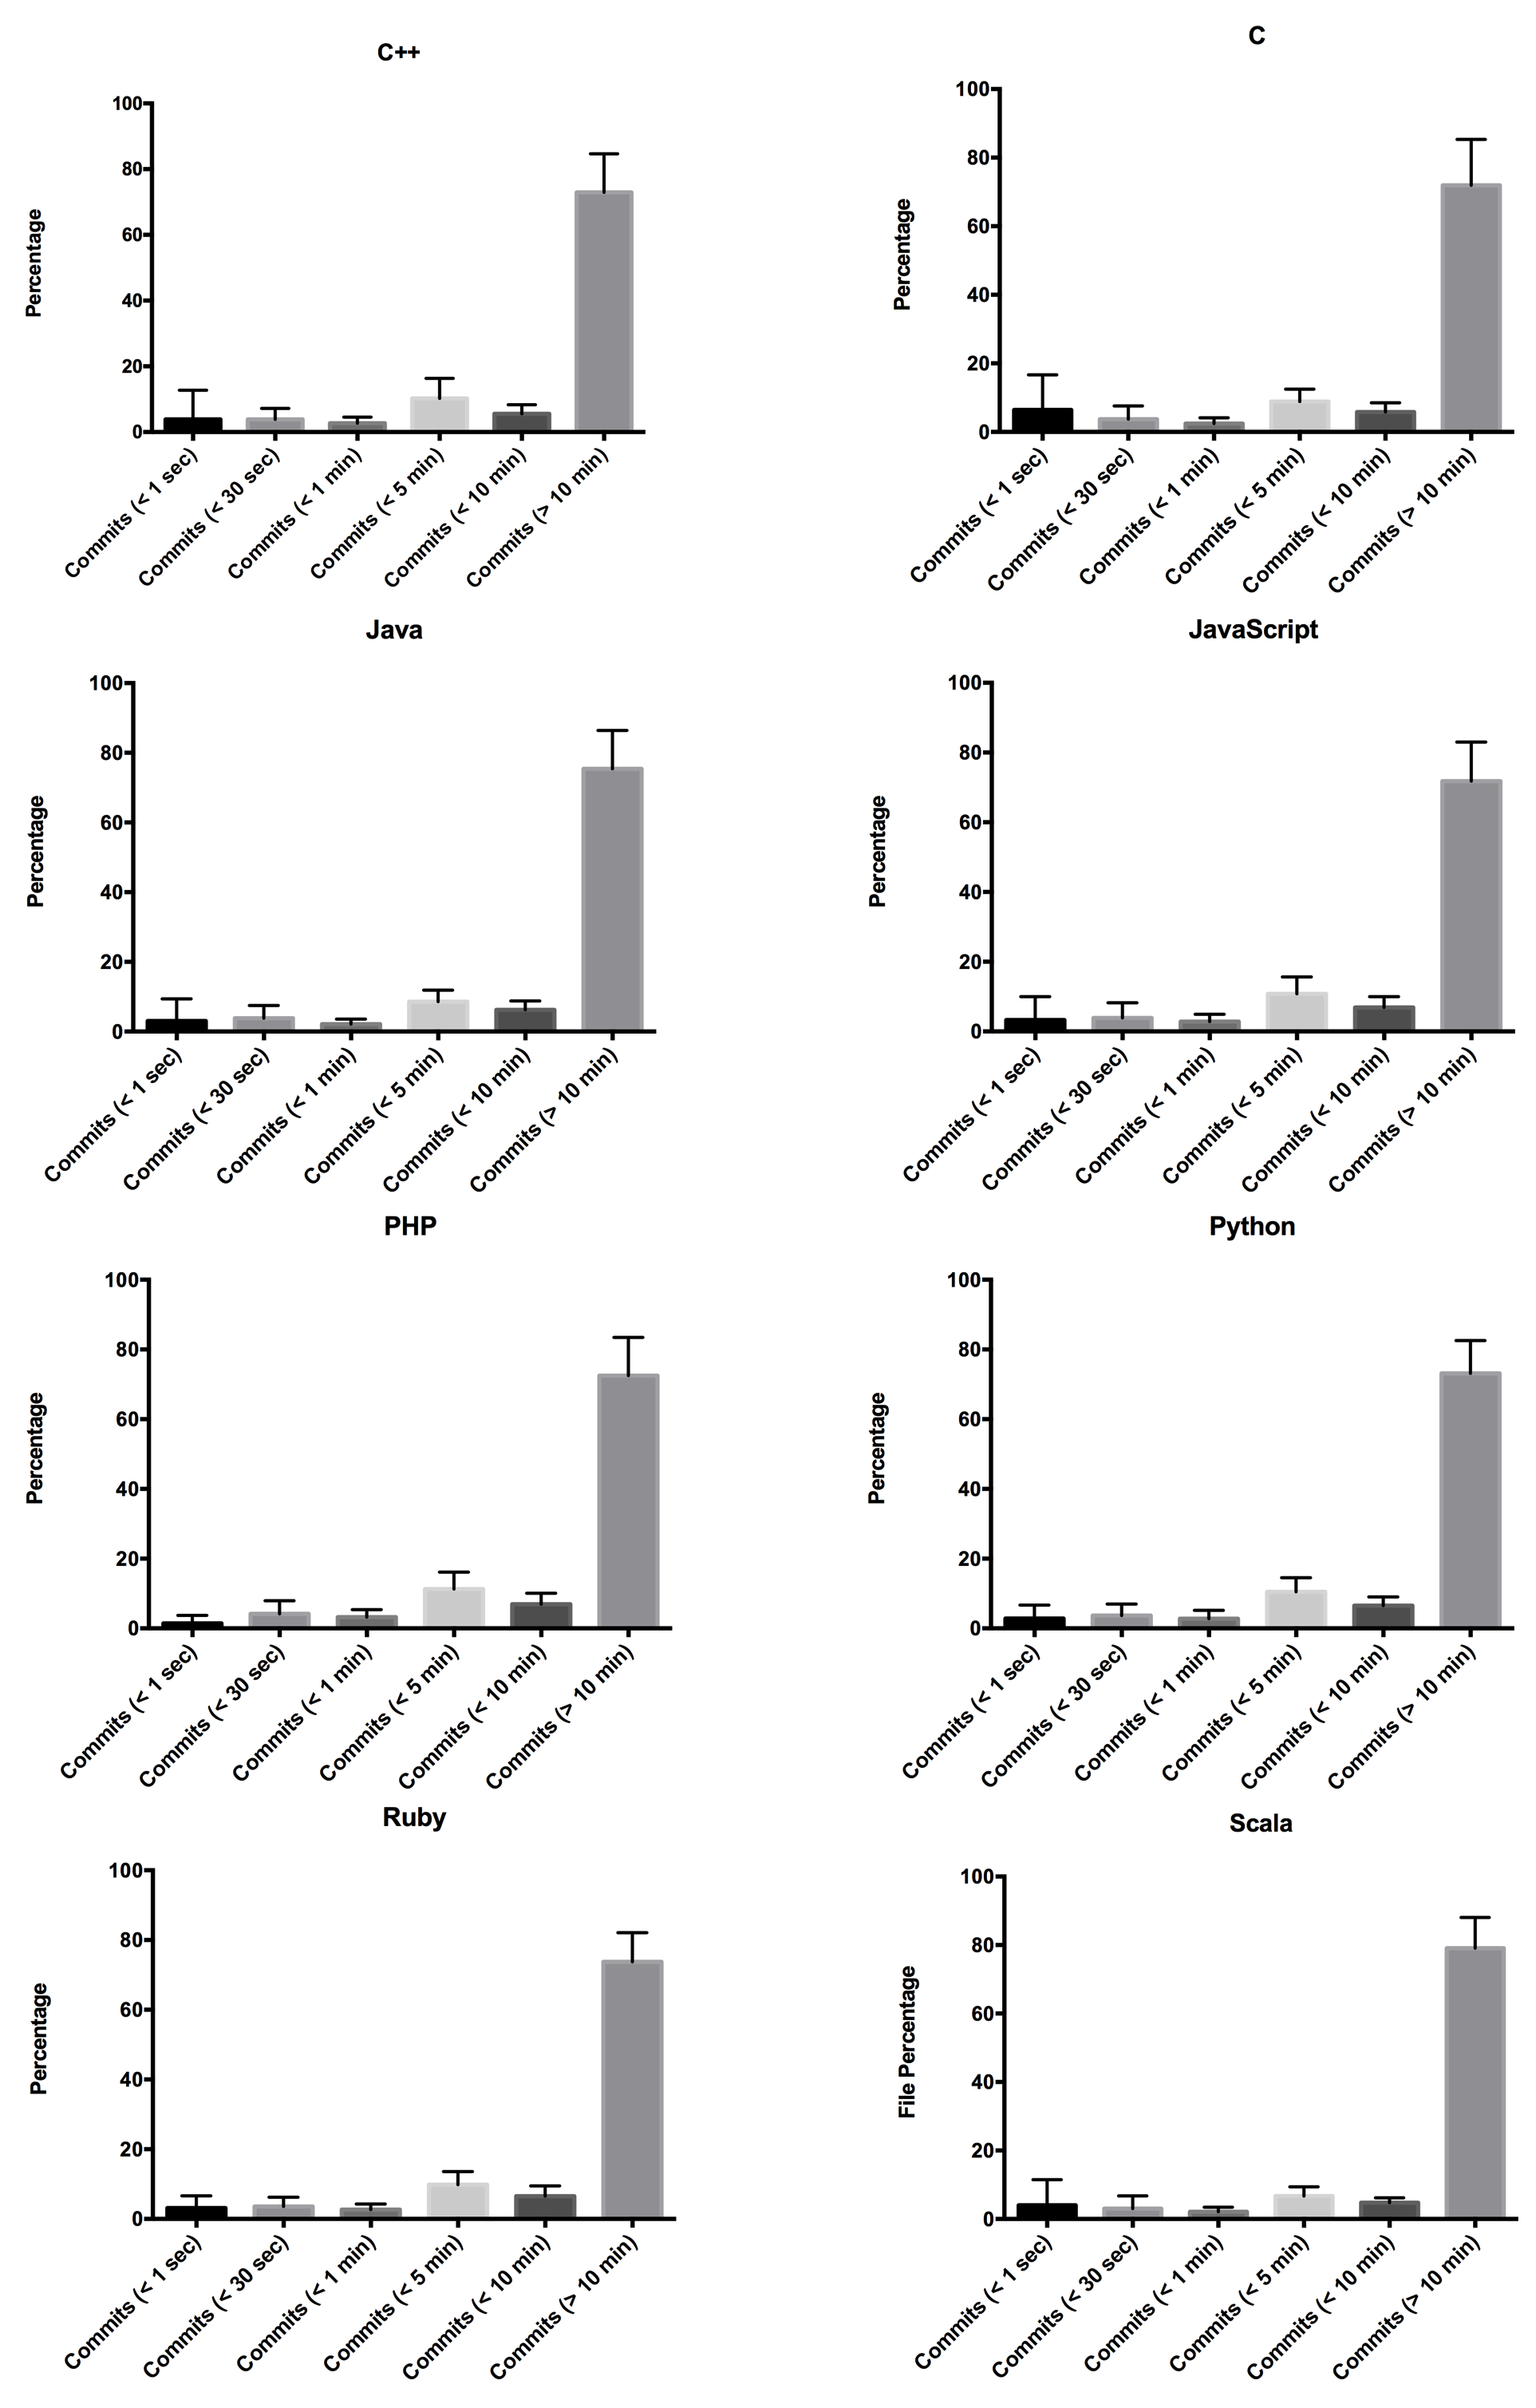 C++
Percentage
100
80
60
40
20
0
Commits (< 1 sec)
Commits (< 30 sec)
Commits (< 1 min)
Commits (< 5 min)
Commits (< 10 min)
Commits (> 10 min)
C
Percentage
100
80
60
40
20
0
Commits (< 1 sec)
Commits (< 30 sec)
Commits (< 1 min)
Commits (< 5 min)
Commits (< 10 min)
Commits (> 10 min)
Java
Percentage
100
80
60
40
20
0
Commits (< 1 sec)
Commits (< 30 sec)
Commits (< 1 min)
Commits (< 5 min)
Commits (< 10 min)
Commits (> 10 min)
JavaScript
Percentage
100
80
60
40
20
0
Commits (< 1 sec)
Commits (< 30 sec)
Commits (< 1 min)
Commits (< 5 min)
Commits (< 10 min)
Commits (> 10 min)
PHP
Percentage
100
80
60
40
20
0
Commits (< 1 sec)
Commits (< 30 sec)
Commits (< 1 min)
Commits (< 5 min)
Commits (< 10 min)
Commits (> 10 min)
Python
Percentage
100
80
60
40
20
0
Commits (< 1 sec)
Commits (< 30 sec)
Commits (< 1 min)
Commits (< 5 min)
Commits (< 10 min)
Commits (> 10 min)
Ruby
Percentage
100
80
60
40
20
0
Commits (< 1 sec)
Commits (< 30 sec)
Commits (< 1 min)
Commits (< 5 min)
Commits (< 10 min)
Commits (> 10 min)
Scala
File Percentage
100
80
60
40
20
0
Commits (< 1 sec)
Commits (< 30 sec)
Commits (< 1 min)
Commits (< 5 min)
Commits (< 10 min)
Commits (> 10 min)